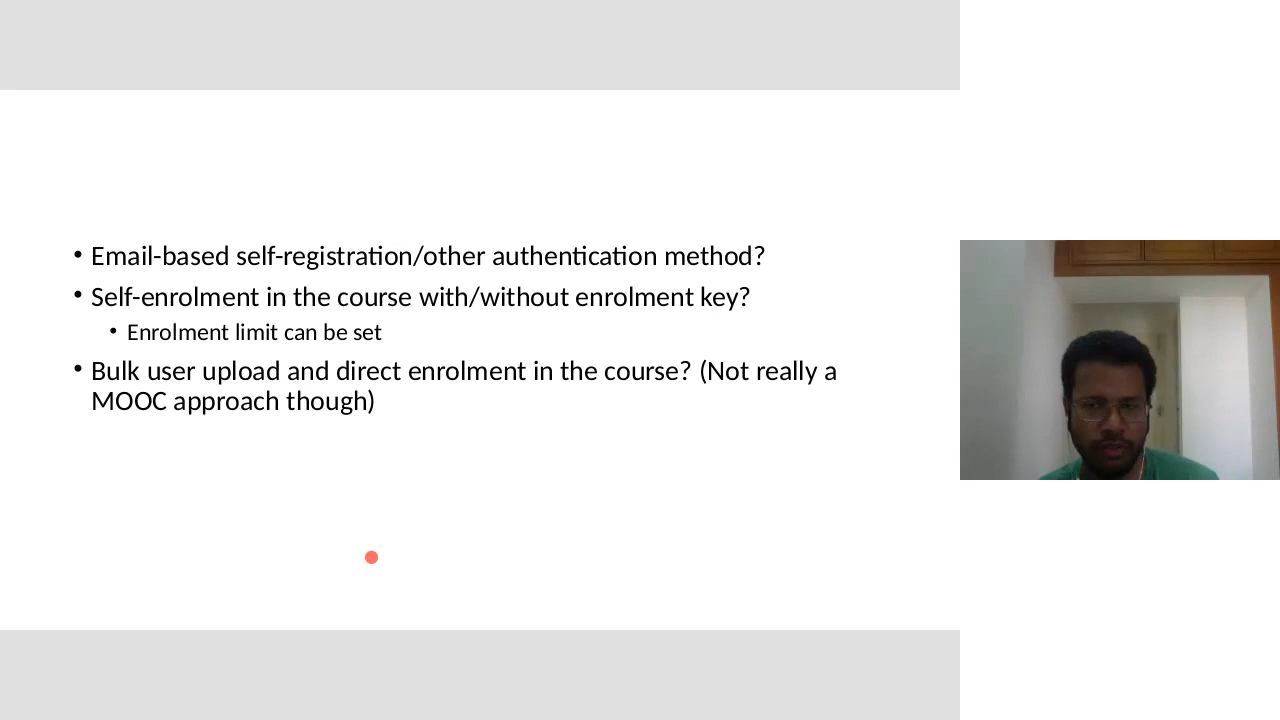 • Email-based self-registration/other authentication method?
• Self-enrolment in the course with/without enrolment key?
• Enrolment limit can be set
• Bulk user upload and direct enrolment in the course? (Not really a
MOOC approach though)